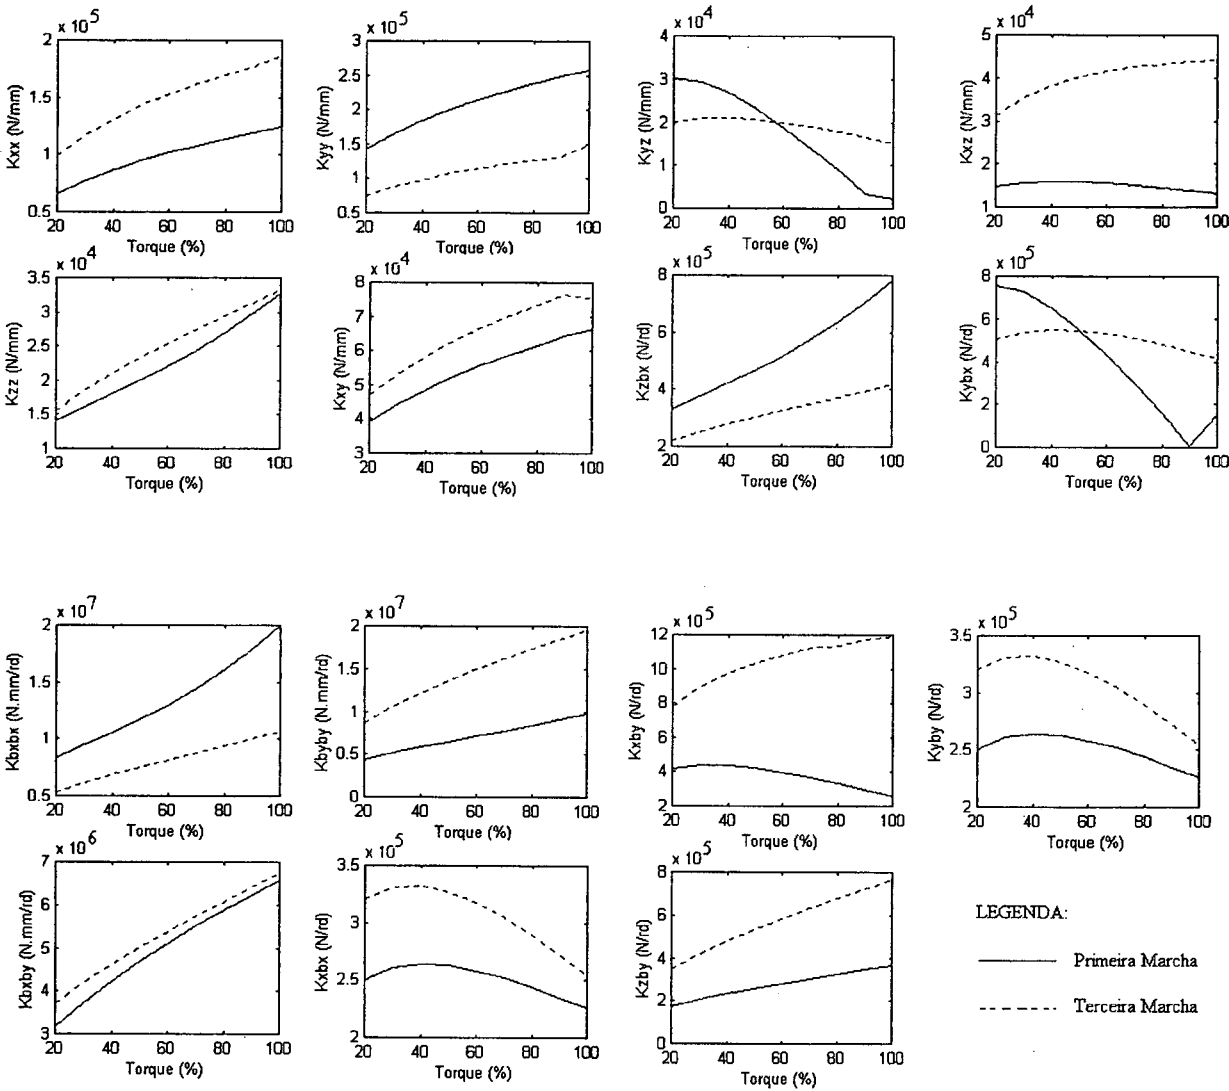 x 10^5
2
1.5
1
0.5
Kxx (N/mm)
20 40 60 80 100
Torque (%)
x 10^5
3
2.5
2
1.5
1
0.5
Kyy (N/mm)
20 40 60 80 100
Torque (%)
x 10^4
4
3
2
1
0
Kyz (N/mm)
20 40 60 80 100
Torque (%)
x 10^4
5
4
3
2
1
Kxz (N/mm)
20 40 60 80 100
Torque (%)
x 10^4
3.5
3
2.5
2
1.5
1
Kzz (N/mm)
20 40 60 80 100
Torque (%)
x 10^4
8
7
6
5
4
3
Kxy (N/mm)
20 40 60 80 100
Torque (%)
x 10^5
8
6
4
2
Kzbx (N/rd)
20 40 60 80 100
Torque (%)
x 10^5
8
6
4
2
0
Kybx (N/rd)
20 40 60 80 100
Torque (%)
x 10^7
2
1.5
1
0.5
Kbxbx (N.mm/rd)
20 40 60 80 100
Torque (%)
x 10^7
2
1.5
1
0.5
0
Kbyby (N.mm/rd)
20 40 60 80 100
Torque (%)
x 10^5
12
10
8
6
4
2
Kxby (N/rd)
20 40 60 80 100
Torque (%)
x 10^5
3.5
3
2.5
2
Kyby (N/rd)
20 40 60 80 100
Torque (%)
x 10^6
7
6
5
4
3
Kbxby (N.mm/rd)
20 40 60 80 100
Torque (%)
x 10^5
3.5
3
2.5
2
Kxbx (N/rd)
20 40 60 80 100
Torque (%)
x 10^5
8
6
4
2
0
Kzby (N/rd)
20 40 60 80 100
Torque (%)
LEGENDA:
Primeira Marcha
Terceira Marcha